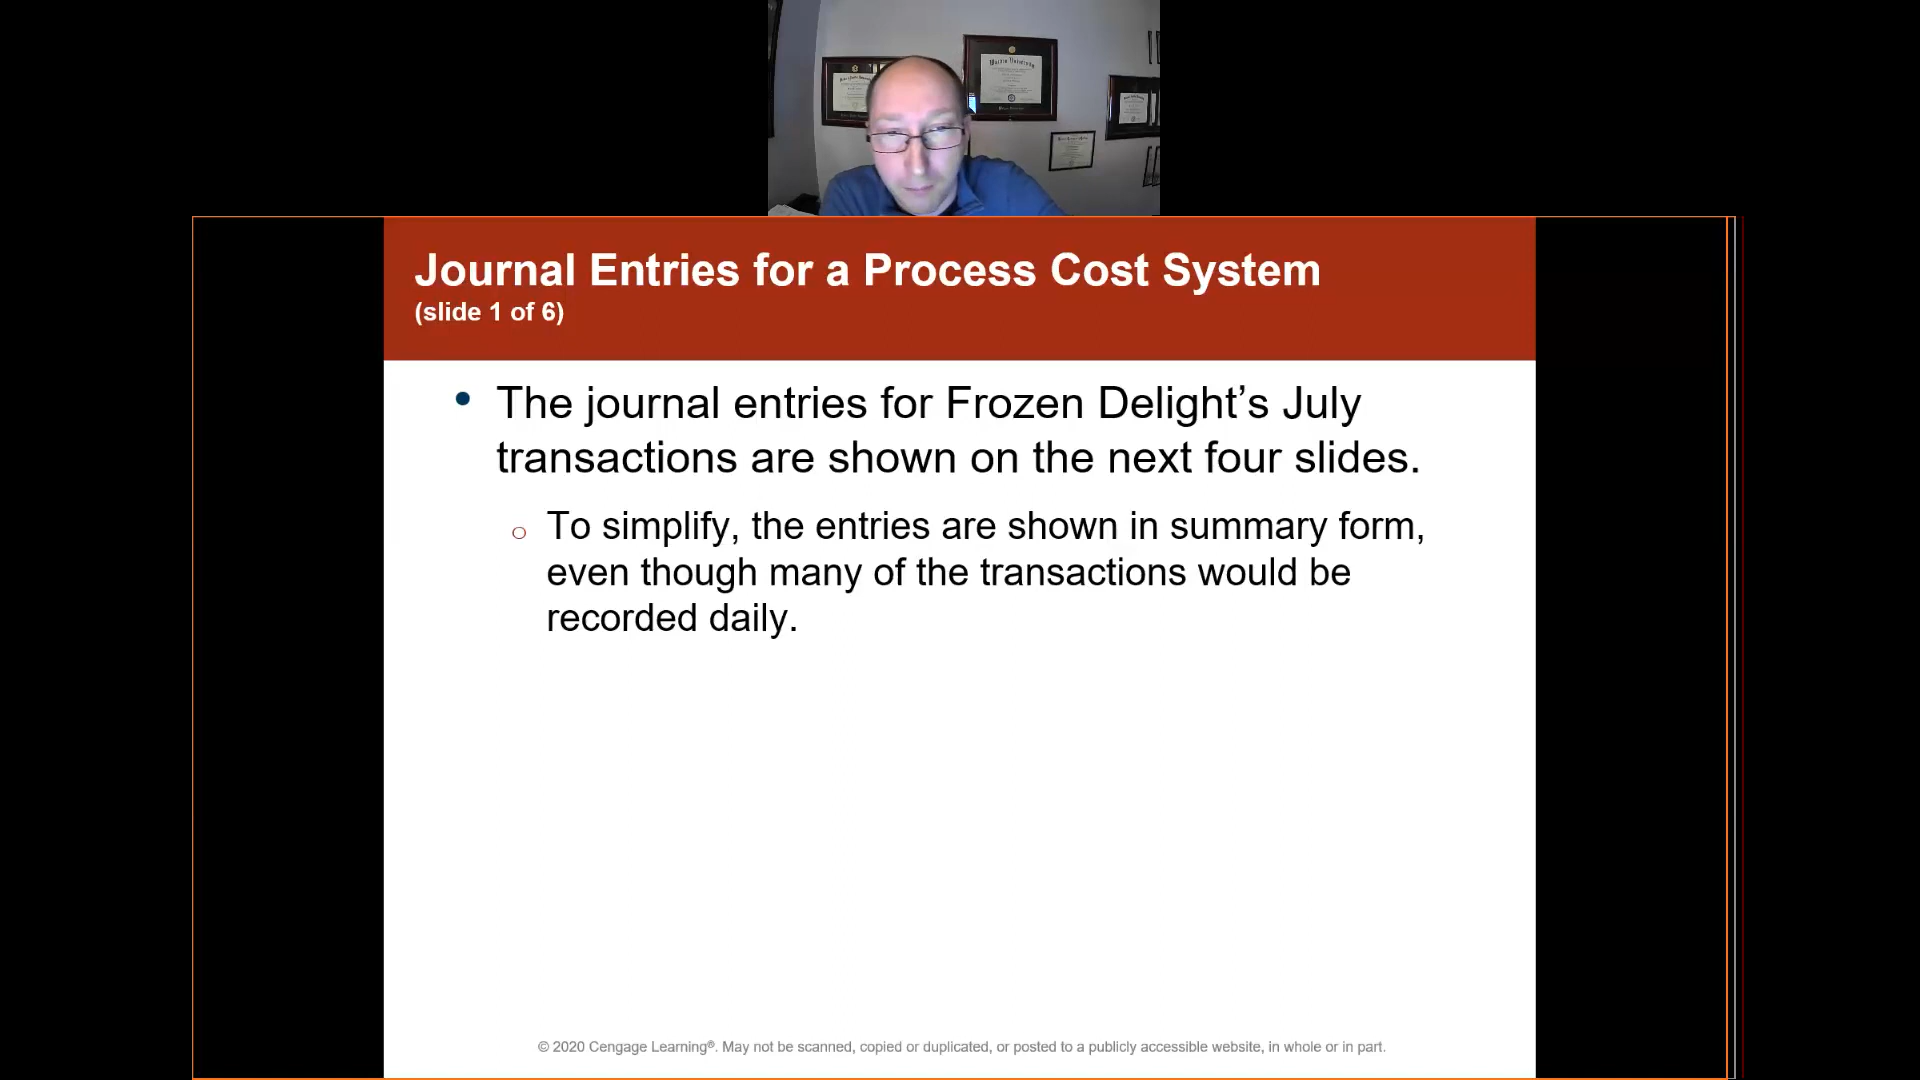 Journal Entries for a Process Cost System
(slide 1 of 6)
• The journal entries for Frozen Delight’s July
transactions are shown on the next four slides.
o To simplify, the entries are shown in summary form,
even though many of the transactions would be
recorded daily.
© 2020 Cengage Learning®. May not be scanned, copied or duplicated, or posted to a publicly accessible website, in whole or in part.